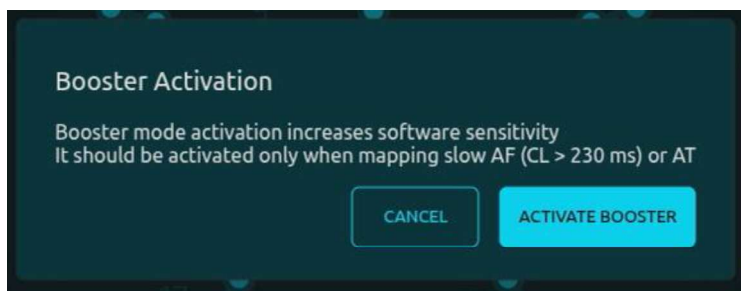 Booster Activation
Booster mode activation increases software sensitivity
It should be activated only when mapping slow AF (CL > 230 ms) or AT
CANCEL
ACTIVATE BOOSTER